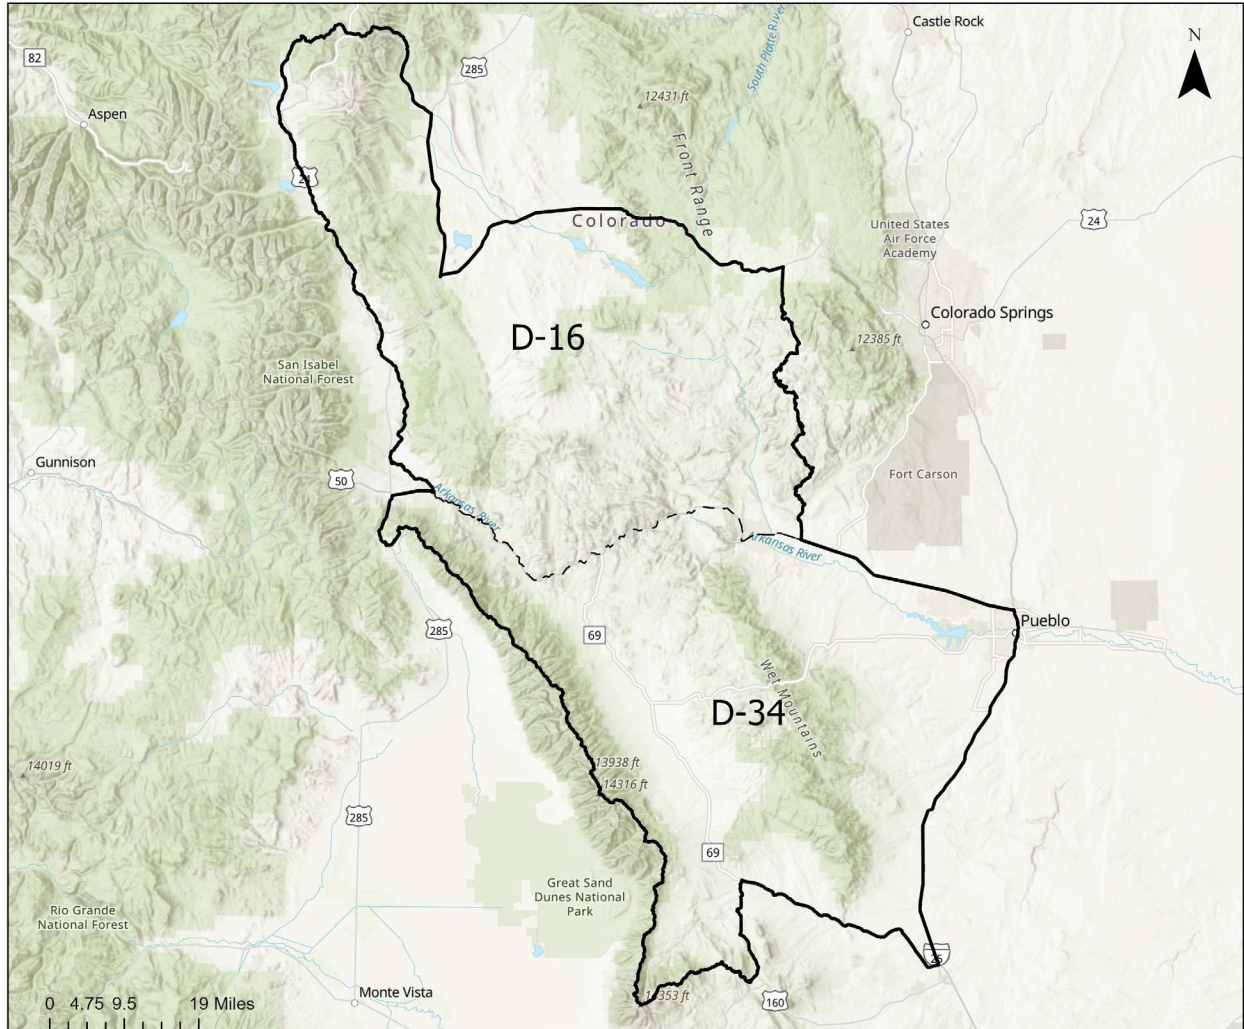 Castle Rock
N
82
285
South Platte River
12431 ft
Aspen
Front Range
24
Colorado
24
United States
Air Force
Academy
Colorado Springs
D-16
12385 ft
San Isabel
National Forest
Gunnison
50
Arkansas River
Fort Carson
Arkansas River
Pueblo
285
69
Wet Mountains
D-34
13938 ft
14019 ft
14316 ft
285
69
Great Sand
Dunes National
Park
Rio Grande
National Forest
25
Monte Vista
160
0 4.75 9.5 19 Miles